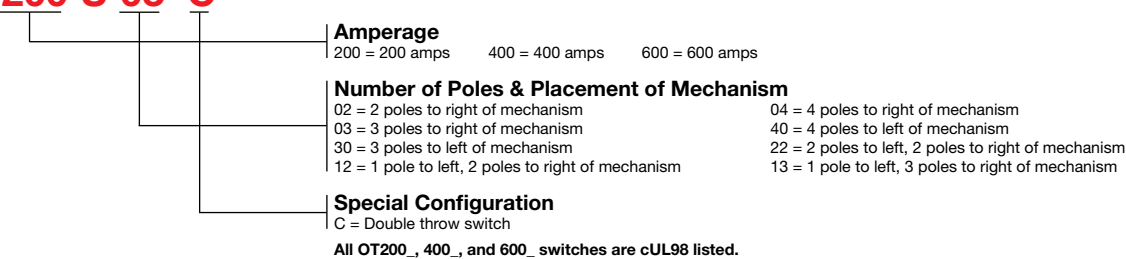 Amperage
200 = 200 amps 400 = 400 amps 600 = 600 amps
Number of Poles & Placement of Mechanism
02 = 2 poles to right of mechanism 04 = 4 poles to right of mechanism
03 = 3 poles to right of mechanism 40 = 4 poles to left of mechanism
30 = 3 poles to left of mechanism 22 = 2 poles to left, 2 poles to right of mechanism
12 = 1 pole to left, 2 poles to right of mechanism 13 = 1 pole to left, 3 poles to right of mechanism
Special Configuration
C = Double throw switch
All OT200_, 400_, and 600_ switches are cUL98 listed.